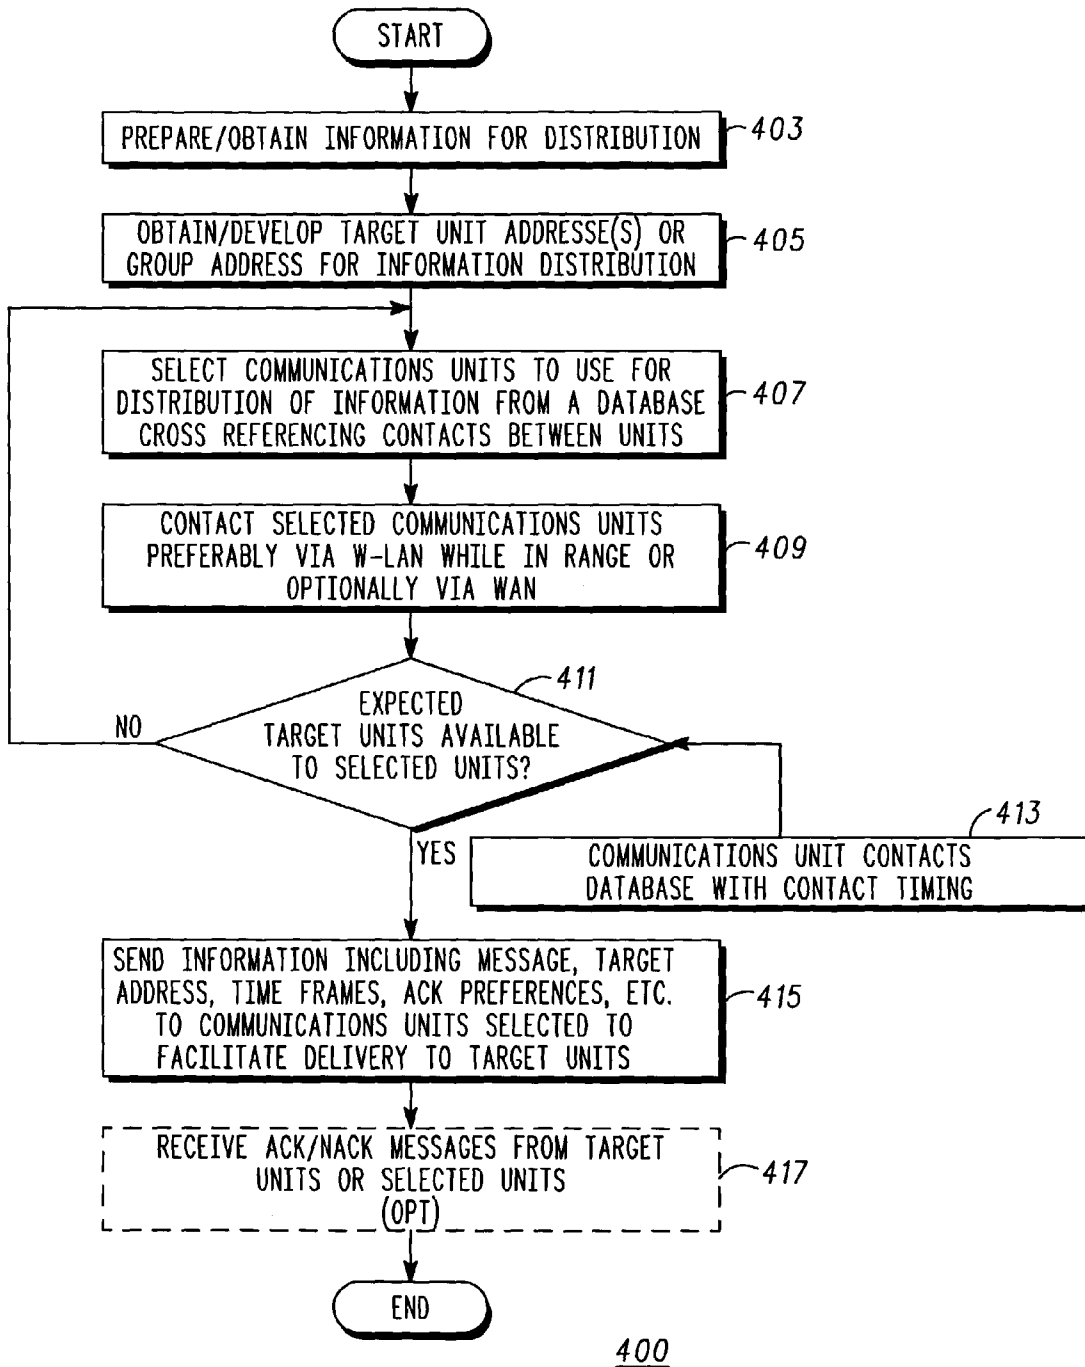 START
PREPARE/OBTAIN INFORMATION FOR DISTRIBUTION
403
OBTAIN/DEVELOP TARGET UNIT ADDRESSE(S) OR
GROUP ADDRESS FOR INFORMATION DISTRIBUTION
405
SELECT COMMUNICATIONS UNITS TO USE FOR
DISTRIBUTION OF INFORMATION FROM A DATABASE
CROSS REFERENCING CONTACTS BETWEEN UNITS
407
CONTACT SELECTED COMMUNICATIONS UNITS
PREFERABLY VIA W-LAN WHILE IN RANGE OR
OPTIONALLY VIA WAN
409
411
EXPECTED
TARGET UNITS AVAILABLE
TO SELECTED UNITS?
NO
YES
413
COMMUNICATIONS UNIT CONTACTS
DATABASE WITH CONTACT TIMING
SEND INFORMATION INCLUDING MESSAGE, TARGET
ADDRESS, TIME FRAMES, ACK PREFERENCES, ETC.
TO COMMUNICATIONS UNITS SELECTED TO
FACILITATE DELIVERY TO TARGET UNITS
415
RECEIVE ACK/NACK MESSAGES FROM TARGET
UNITS OR SELECTED UNITS
(OPT)
417
END
400